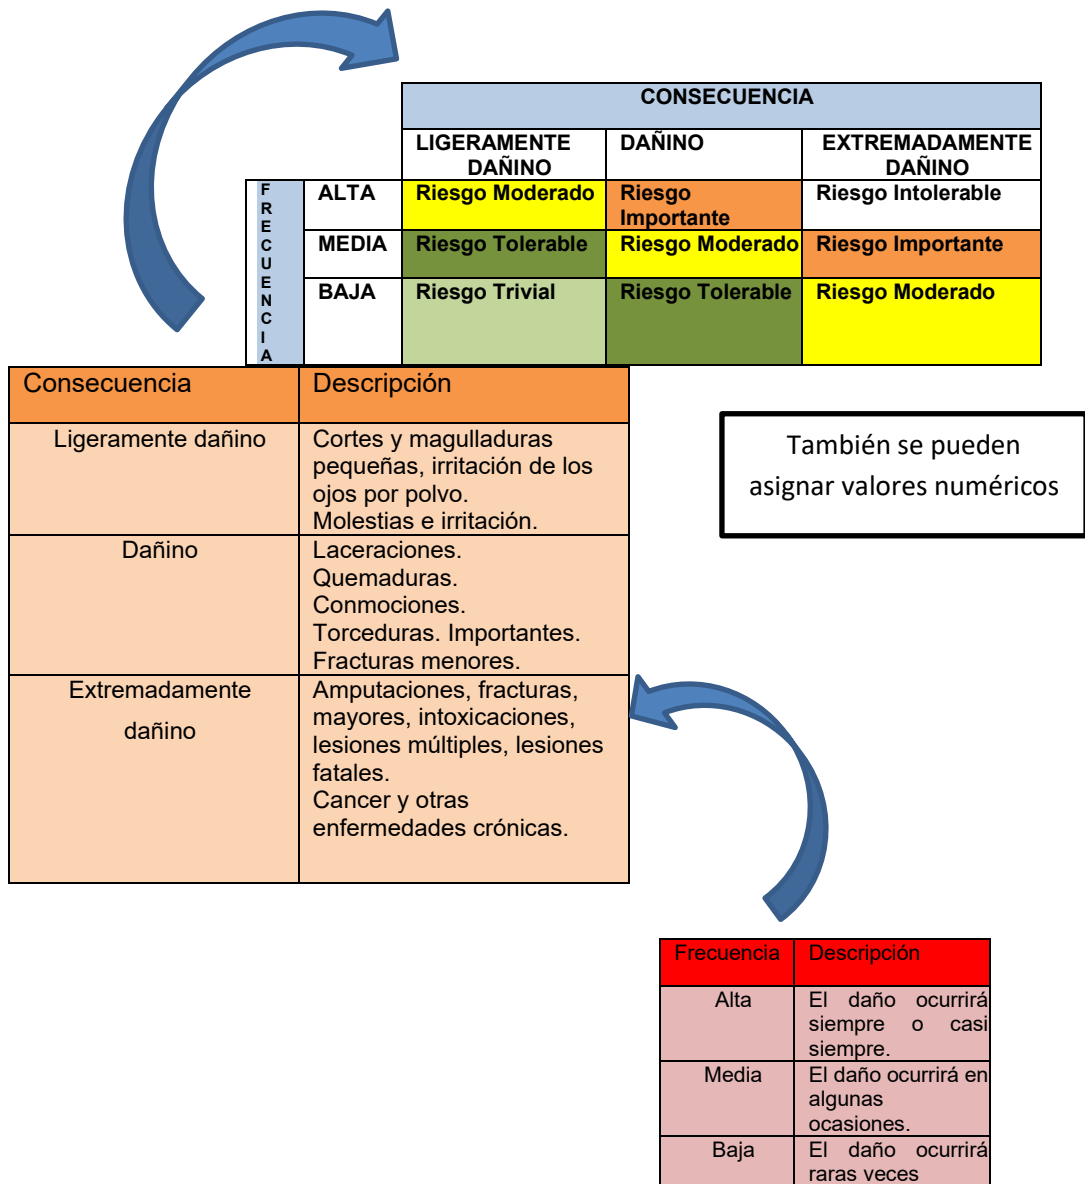 CONSECUENCIA
LIGERAMENTE
DAÑINO
DAÑINO
EXTREMADAMENTE
DAÑINO
F
R
E
C
U
E
N
C
I
A
ALTA
Riesgo Moderado
Riesgo
Importante
Riesgo Intolerable
MEDIA
Riesgo Tolerable
Riesgo Moderado
Riesgo Importante
BAJA
Riesgo Trivial
Riesgo Tolerable
Riesgo Moderado
Consecuencia
Descripción
Ligeramente dañino
Cortes y magulladuras
pequeñas, irritación de los
ojos por polvo.
Molestias e irritación.
Dañino
Laceraciones.
Quemaduras.
Conmociones.
Torceduras. Importantes.
Fracturas menores.
Extremadamente
dañino
Amputaciones, fracturas,
mayores, intoxicaciones,
lesiones múltiples, lesiones
fatales.
Cancer y otras
enfermedades crónicas.
También se pueden
asignar valores numéricos
Frecuencia
Descripción
Alta
El daño ocurrirá
siempre o casi
siempre.
Media
El daño ocurrirá en
algunas
ocasiones.
Baja
El daño ocurrirá
raras veces